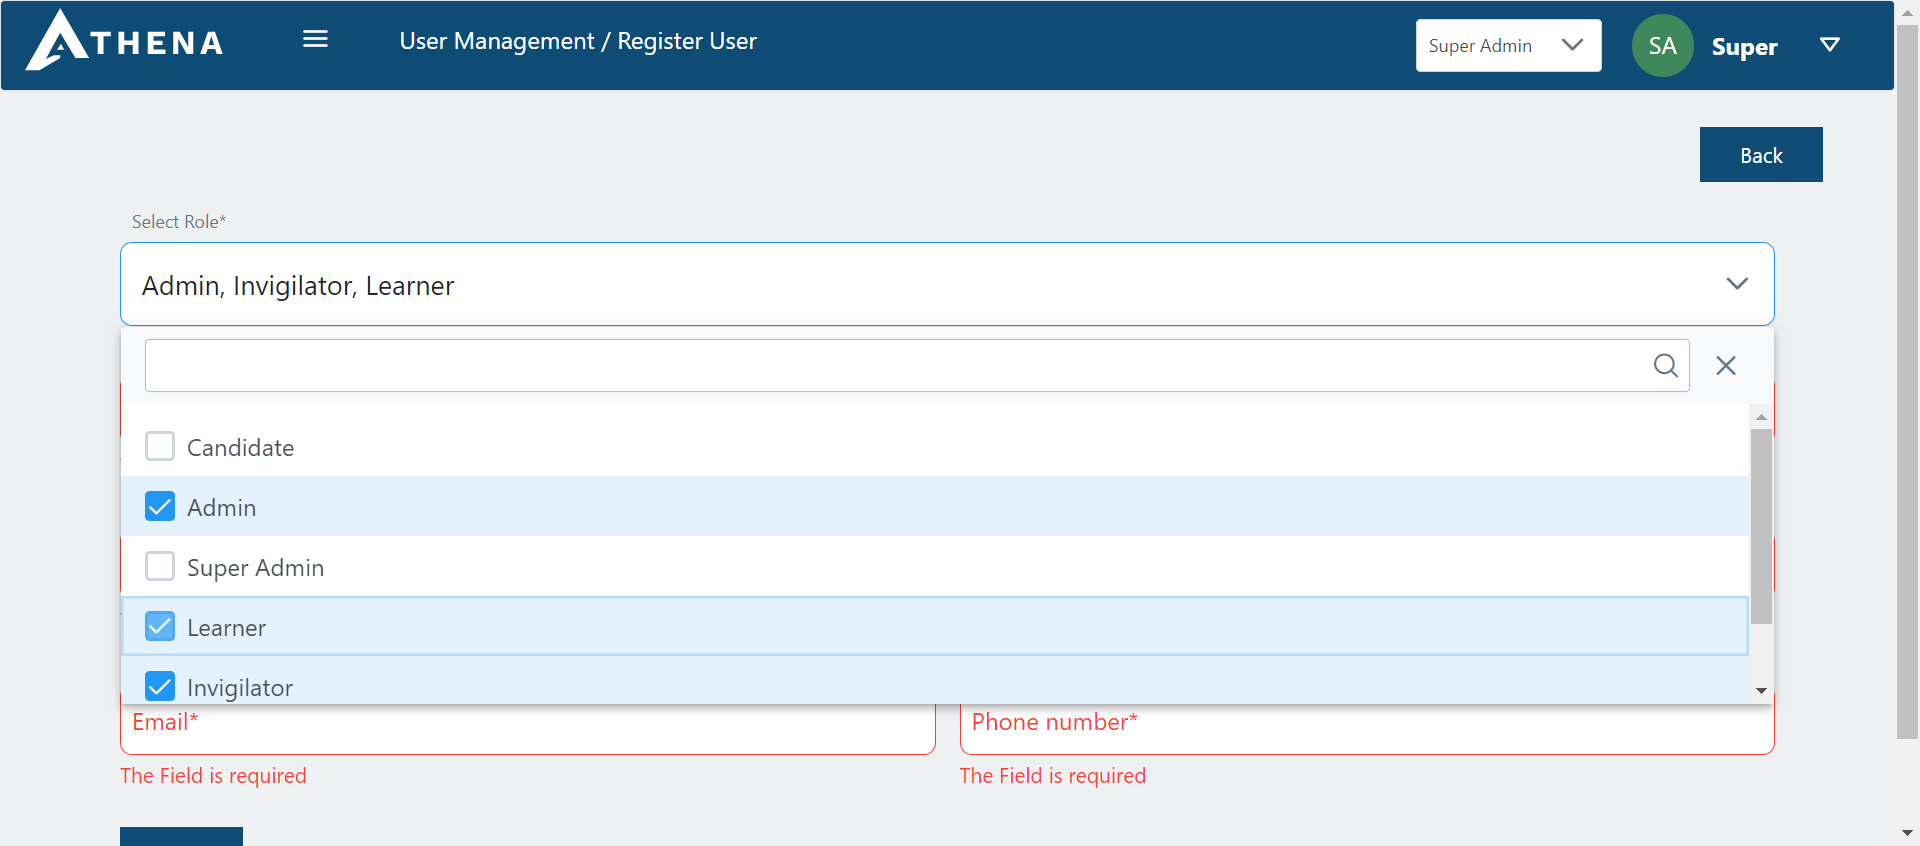 ATHENA
User Management / Register User
Super Admin
SA
Super
Back
Select Role*
Admin, Invigilator, Learner
Candidate
Admin
Super Admin
Learner
Invigilator
Email*
Phone number*
The Field is required
The Field is required